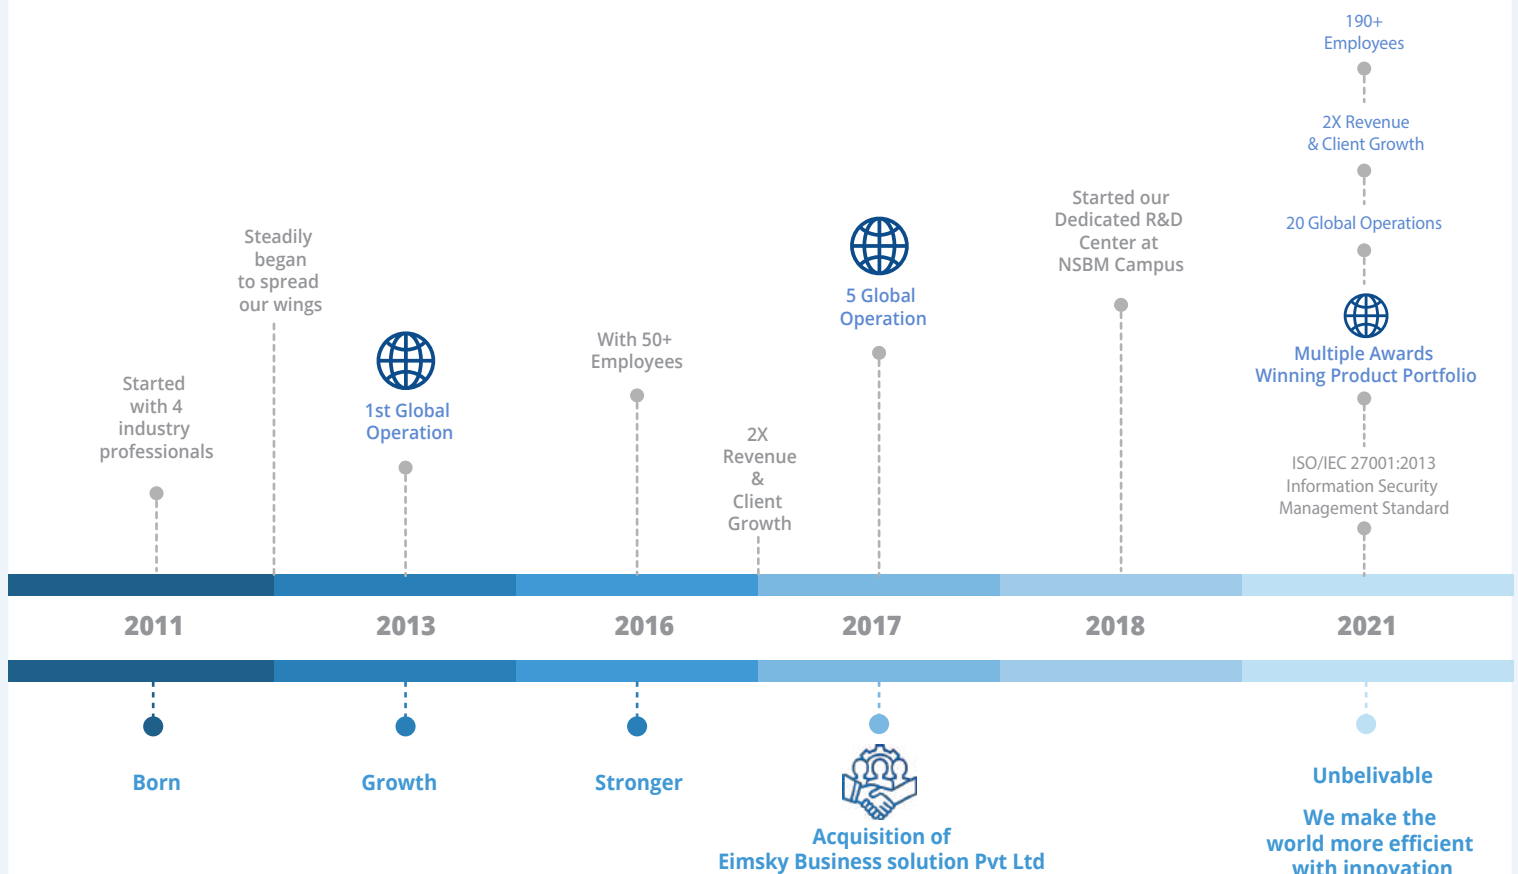 Started
with 4
industry
professionals
Steadily
began
to spread
our wings
1st Global
Operation
With 50+
Employees
2X
Revenue
&
Client
Growth
5 Global
Operation
Started our
Dedicated R&D
Center at
NSBM Campus
190+
Employees
2X Revenue
& Client Growth
20 Global Operations
Multiple Awards
Winning Product Portfolio
ISO/IEC 27001:2013
Information Security
Management Standard
2011
2013
2016
2017
2018
2021
Born
Growth
Stronger
Acquisition of
Eimsky Business solution Pvt Ltd
Unbelivable
We make the
world more efficient
with innovation